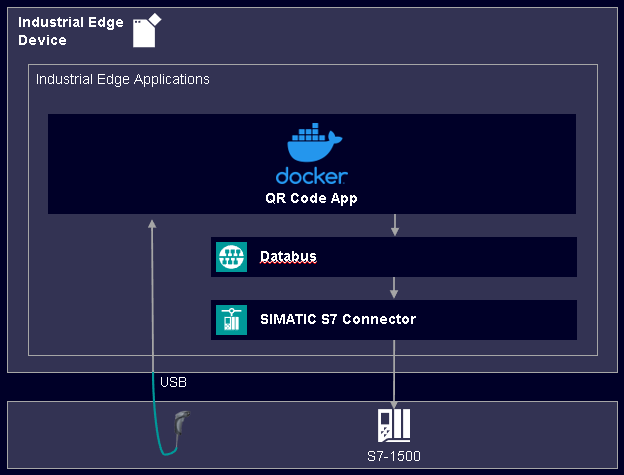 Industrial Edge
Device
Industrial Edge Applications
docker
QR Code App
Databus
SIMATIC S7 Connector
USB
S7-1500